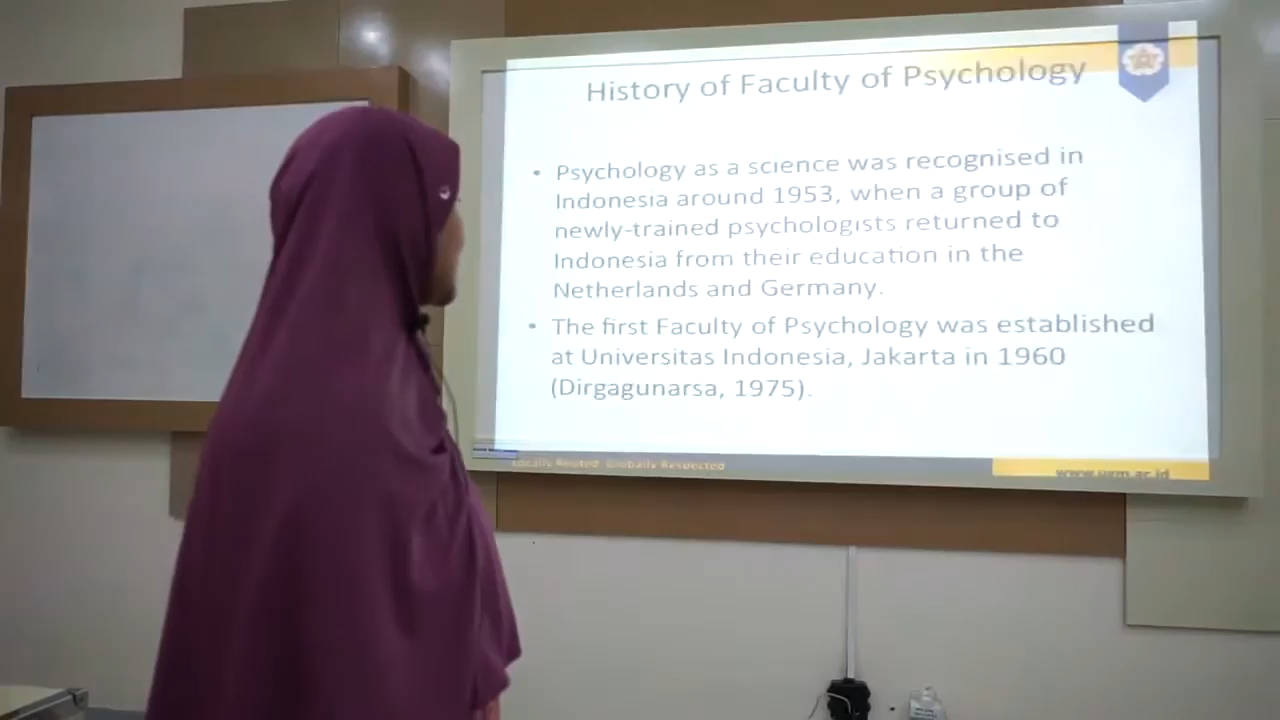 History of Faculty of Psychology
• Psychology as a science was recognised in
Indonesia around 1953, when a group of
newly-trained psychologists returned to
Indonesia from their education in the
Netherlands and Germany.
• The first Faculty of Psychology was established
at Universitas Indonesia, Jakarta in 1960
(Dirgagunarsa, 1975).
Locally Rooted, Globally Respected
www.ugm.ac.id